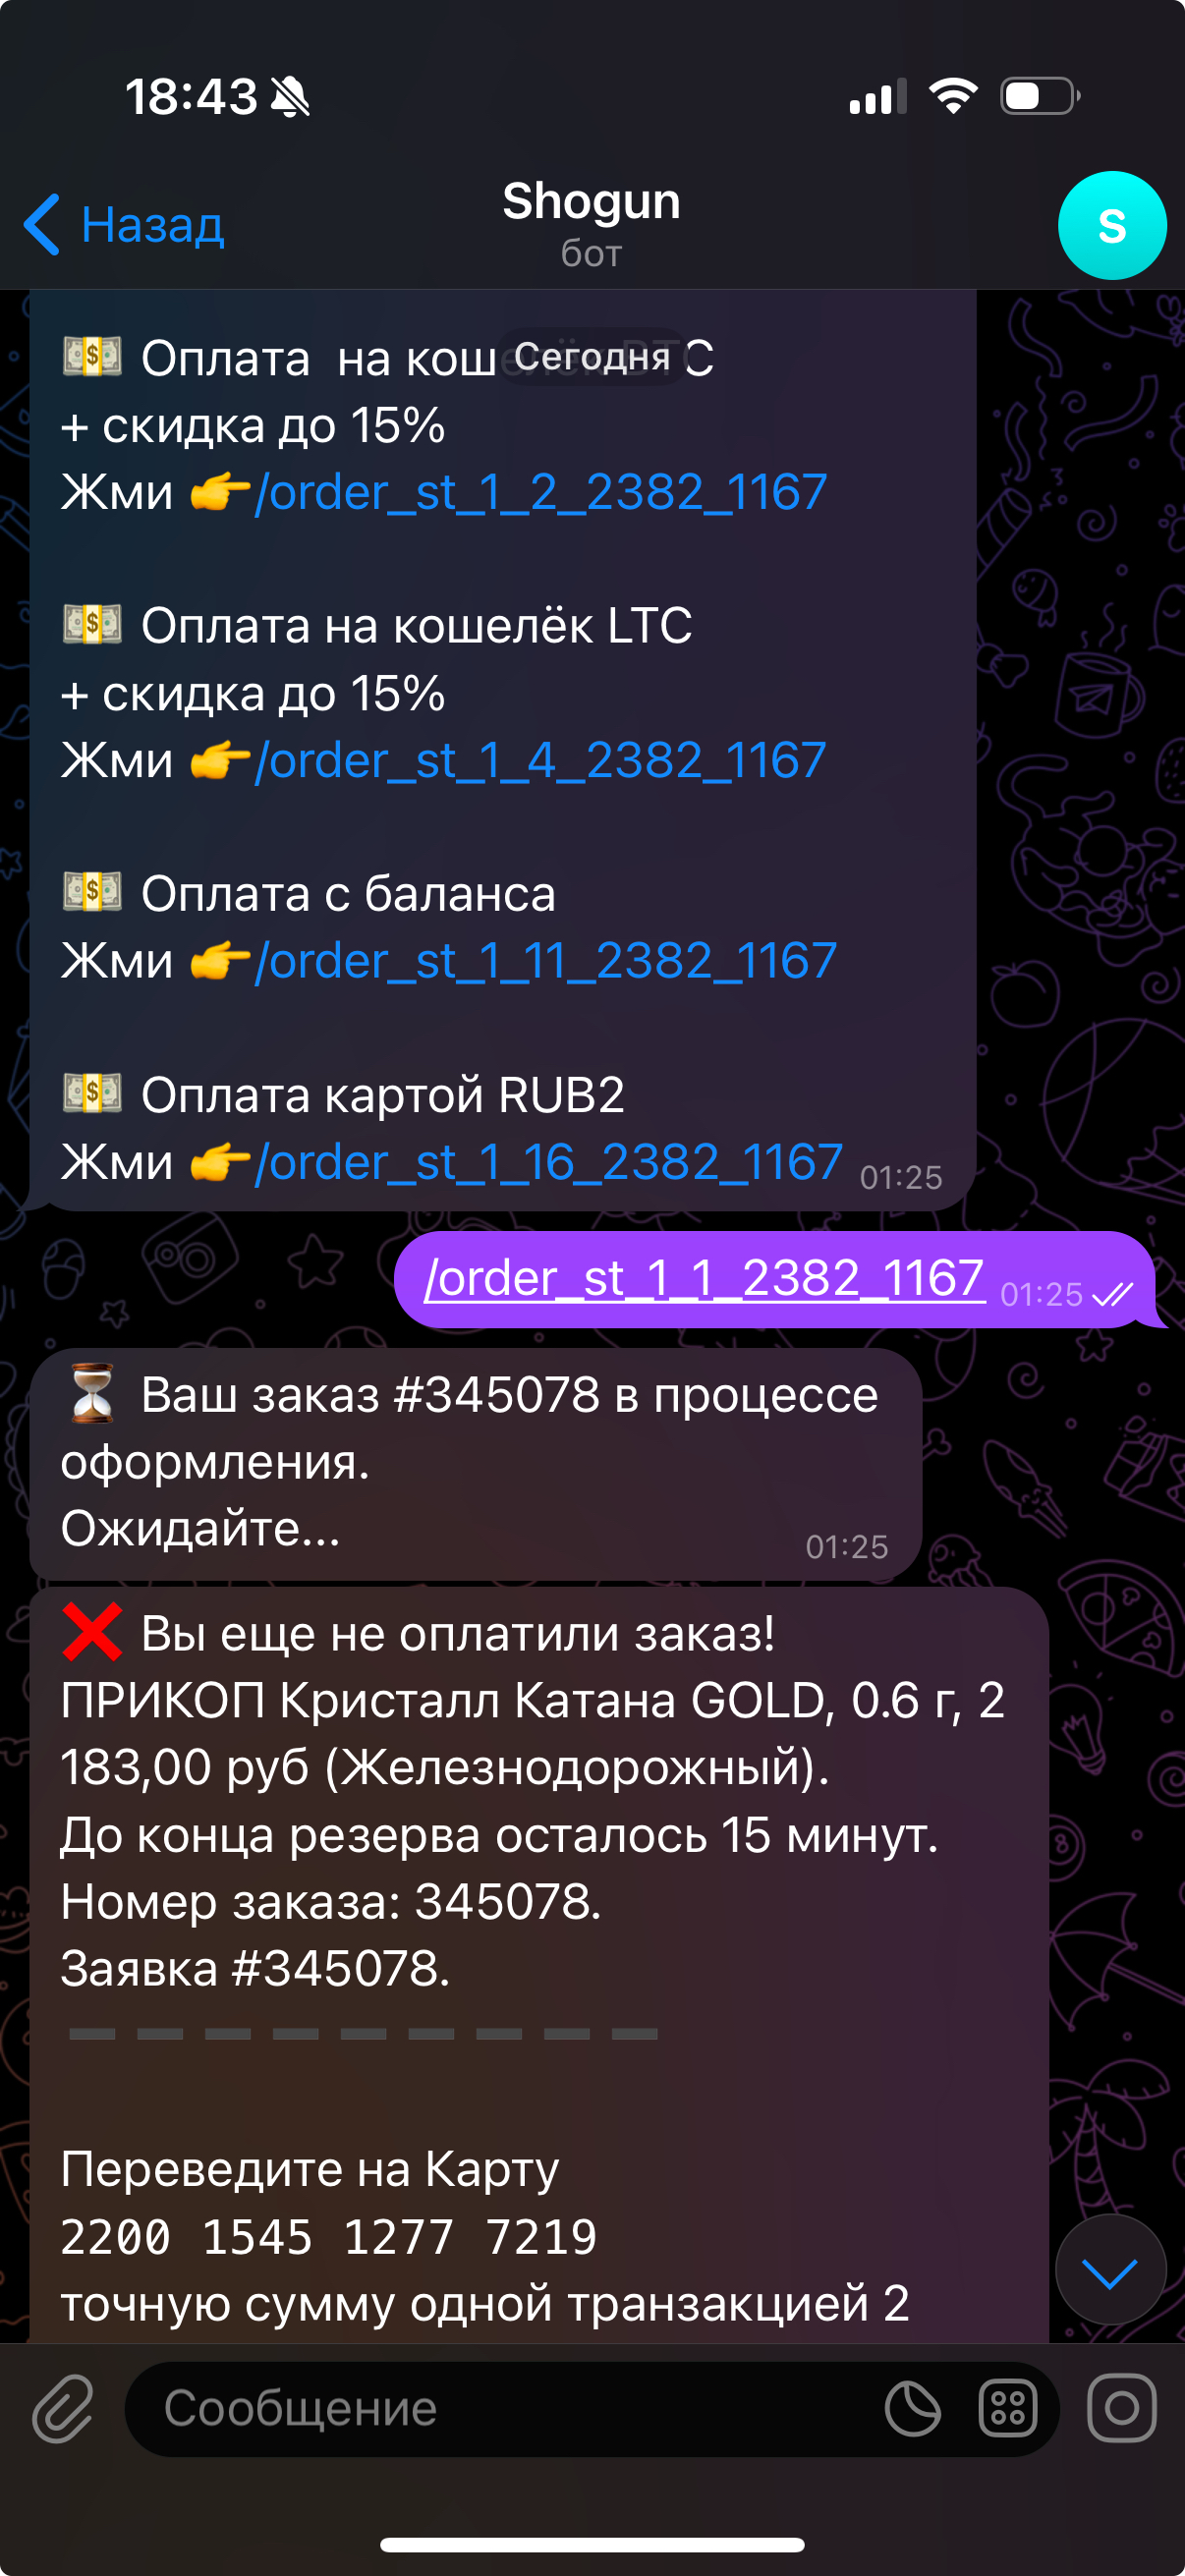 18:43
Назад
Shogun
бот
S
Сегодня
💵 Оплата на кошелёк BTC
+ скидка до 15%
Жми 👉/order_st_1_2_2382_1167
💵 Оплата на кошелёк LTC
+ скидка до 15%
Жми 👉/order_st_1_4_2382_1167
💵 Оплата с баланса
Жми 👉/order_st_1_11_2382_1167
💵 Оплата картой RUB2
Жми 👉/order_st_1_16_2382_1167 01:25
/order_st_1_1_2382_1167 01:25
⏳ Ваш заказ #345078 в процессе
оформления.
Ожидайте... 01:25
❌ Вы еще не оплатили заказ!
ПРИКОП Кристалл Катана GOLD, 0.6 г, 2
183,00 руб (Железнодорожный).
До конца резерва осталось 15 минут.
Номер заказа: 345078.
Заявка #345078.
➖➖➖➖➖➖➖➖➖
Переведите на Карту
2200 1545 1277 7219
точную сумму одной транзакцией 2
Сообщение